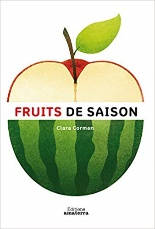 FRUITS DE SAISON
Clara Corman
Éditions
amaterra